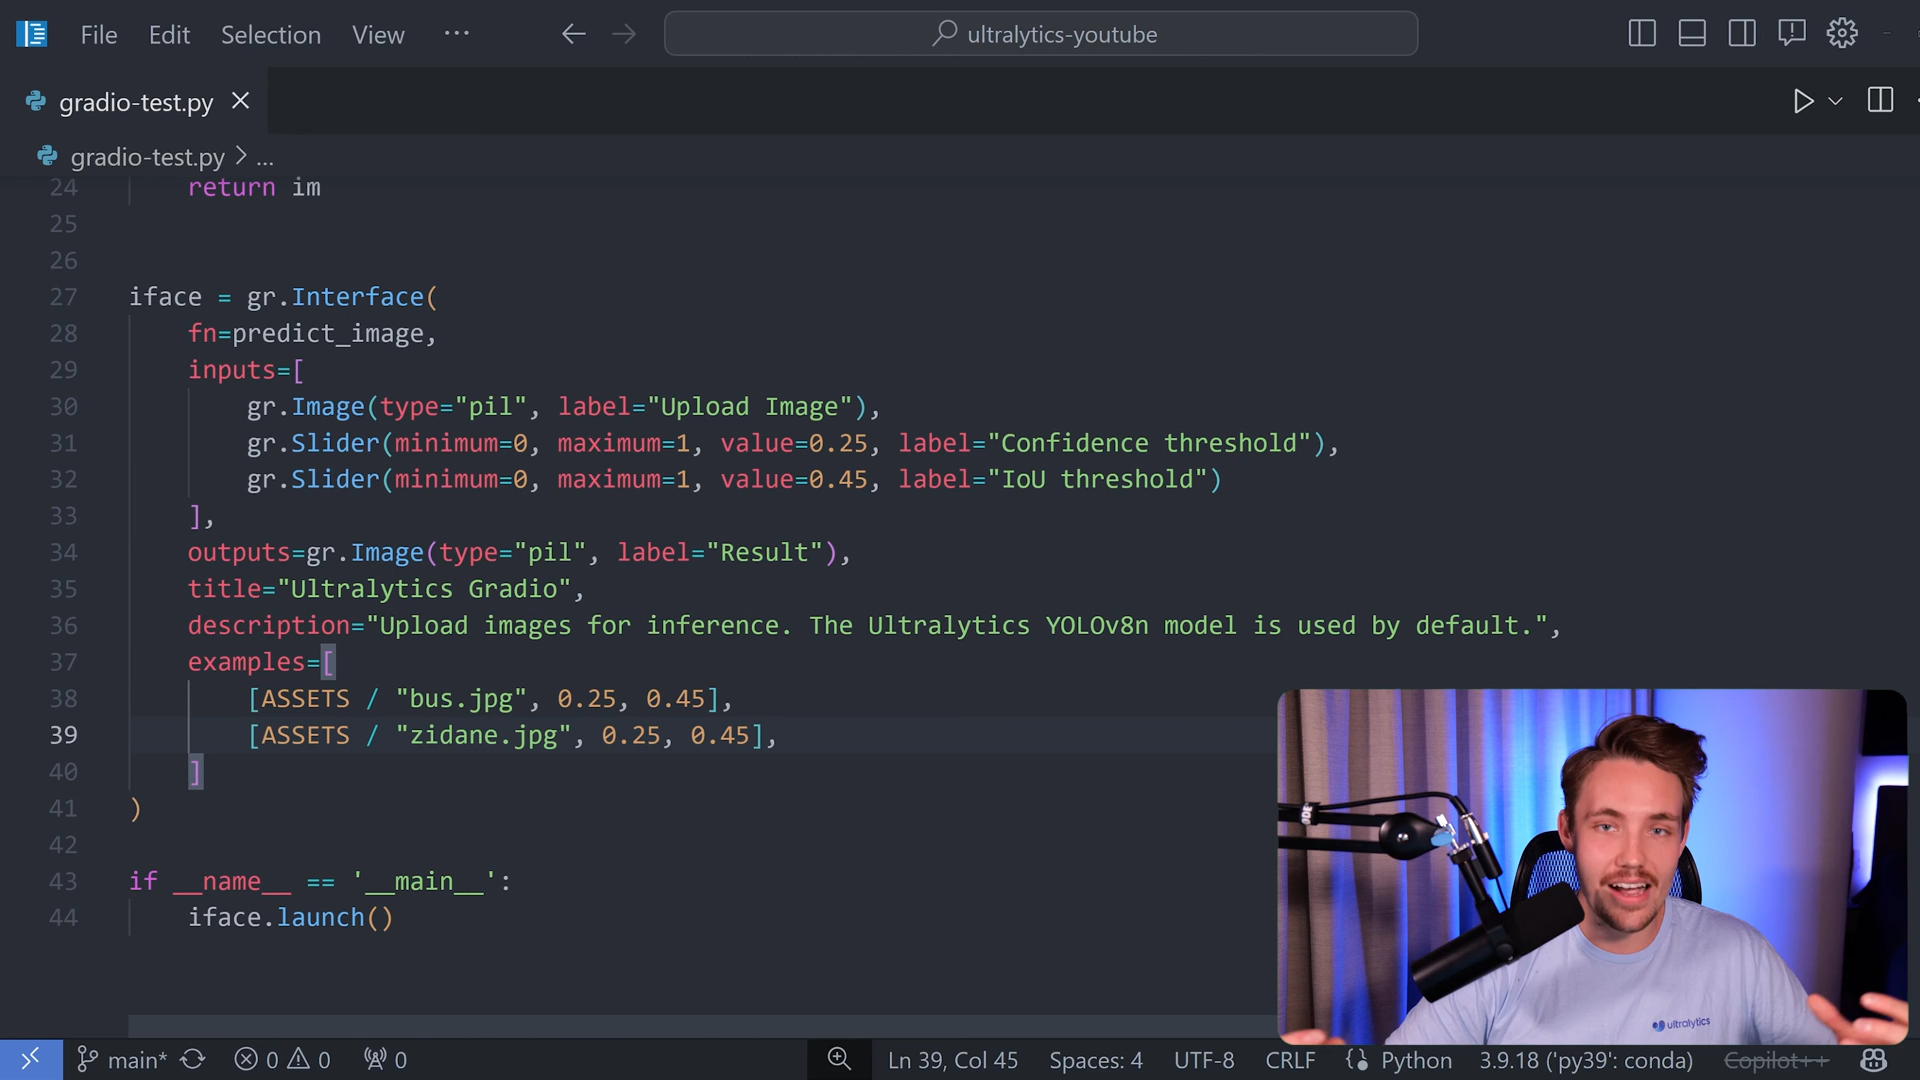 File Edit Selection View ...
ultralytics-youtube
gradio-test.py
gradio-test.py > ...
24 return im
25
26
27 iface = gr.Interface(
28 fn=predict_image,
29 inputs=[
30 gr.Image(type="pil", label="Upload Image"),
31 gr.Slider(minimum=0, maximum=1, value=0.25, label="Confidence threshold"),
32 gr.Slider(minimum=0, maximum=1, value=0.45, label="IoU threshold")
33 ],
34 outputs=gr.Image(type="pil", label="Result"),
35 title="Ultralytics Gradio",
36 description="Upload images for inference. The Ultralytics YOLOv8n model is used by default.",
37 examples=[
38 [ASSETS / "bus.jpg", 0.25, 0.45],
39 [ASSETS / "zidane.jpg", 0.25, 0.45],
40 ]
41 )
42
43 if __name__ == '__main__':
44 iface.launch()
ultralytics
main* 0 0 0 Ln 39, Col 45 Spaces: 4 UTF-8 CRLF Python 3.9.18 ('py39': conda) Copilot++